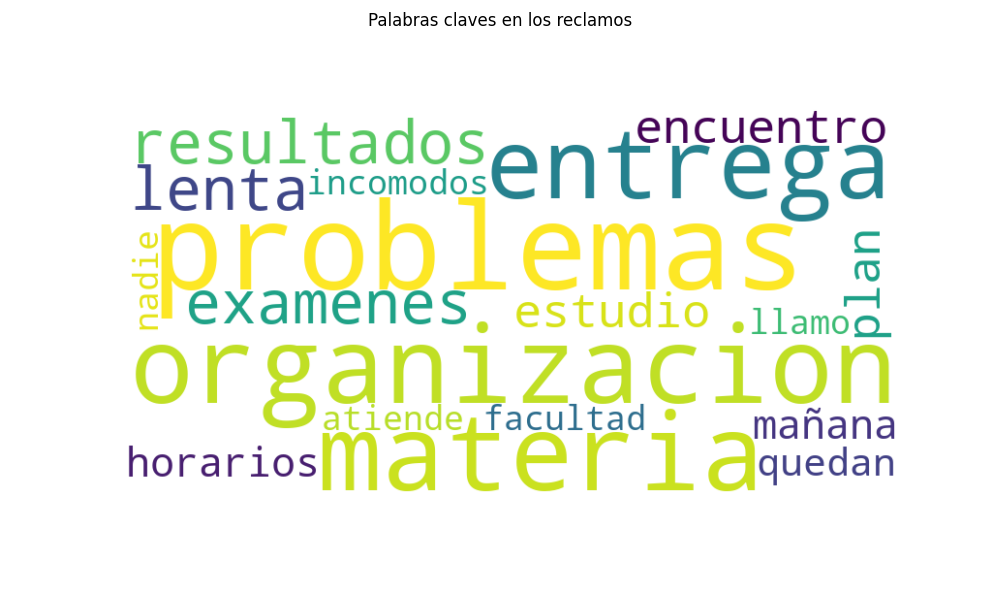 Palabras claves en los reclamos
encuentro
resultados
entrega
lenta
incomodos
problemas
nadie
plan
examenes
estudio
llamo
organizacion
atiende
facultad
mañana
materia
horarios
quedan